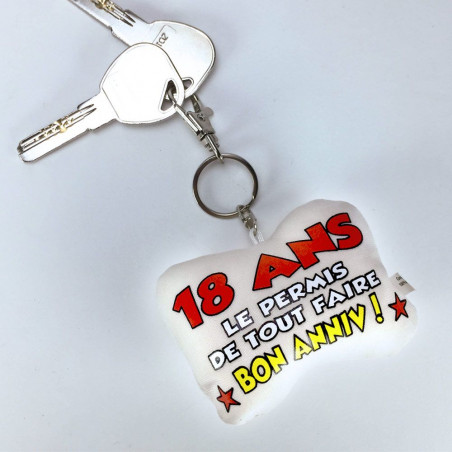 18 ANS
LE PERMIS
DE TOUT FAIRE
BON ANNIV !